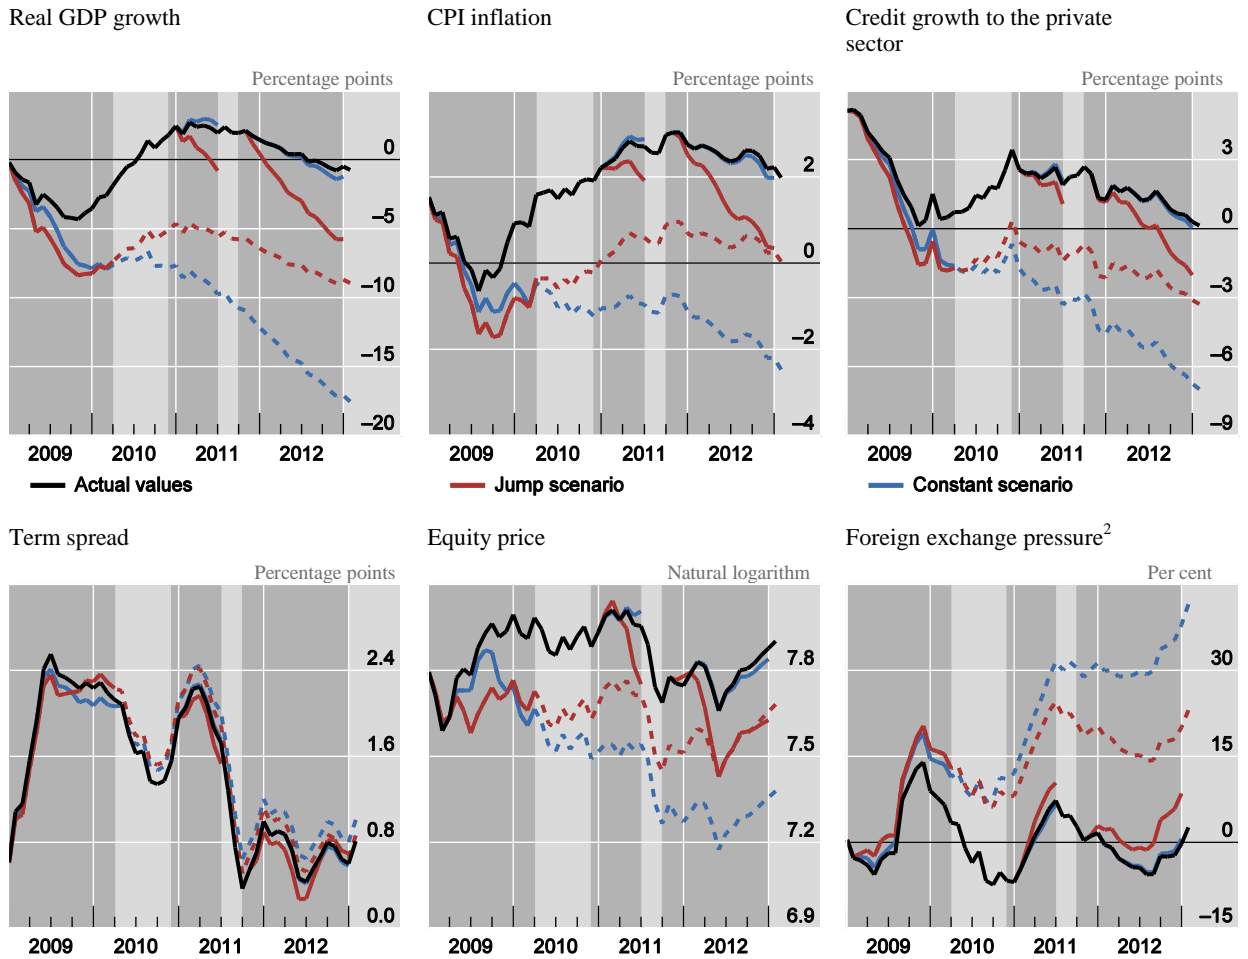 Real GDP growth
CPI inflation
Credit growth to the private
sector
Percentage points
Percentage points
Percentage points
0
–5
–10
–15
–20
2
0
–2
–4
3
0
–3
–6
–9
2009 2010 2011 2012
2009 2010 2011 2012
2009 2010 2011 2012
Actual values
Jump scenario
Constant scenario
Term spread
Equity price
Foreign exchange pressure2
Percentage points
Natural logarithm
Per cent
2.4
1.6
0.8
0.0
7.8
7.5
7.2
6.9
30
15
0
–15
2009 2010 2011 2012
2009 2010 2011 2012
2009 2010 2011 2012